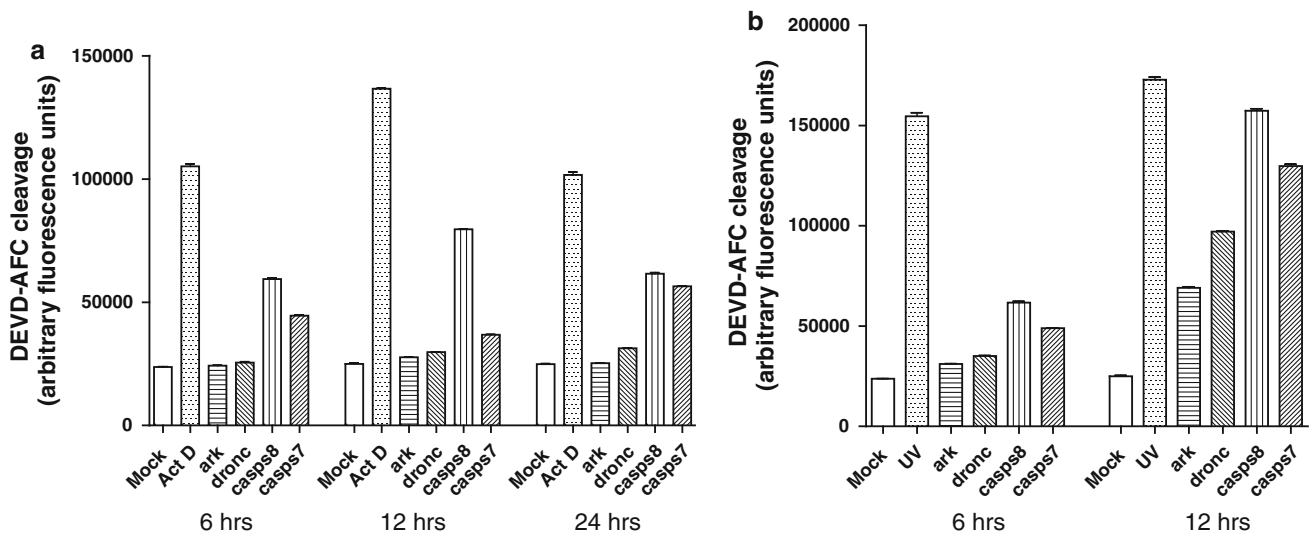 a
DEVD-AFC cleavage
(arbitrary fluorescence units)
150000
100000
50000
0
Mock
Act D
ark
dronc
casps8
casps7
Mock
Act D
ark
dronc
casps8
casps7
Mock
Act D
ark
dronc
casps8
casps7
6 hrs
12 hrs
24 hrs
b
DEVD-AFC cleavage
(arbitrary fluorescence units)
200000
150000
100000
50000
0
Mock
UV
ark
dronc
casps8
casps7
Mock
UV
ark
dronc
casps8
casps7
6 hrs
12 hrs